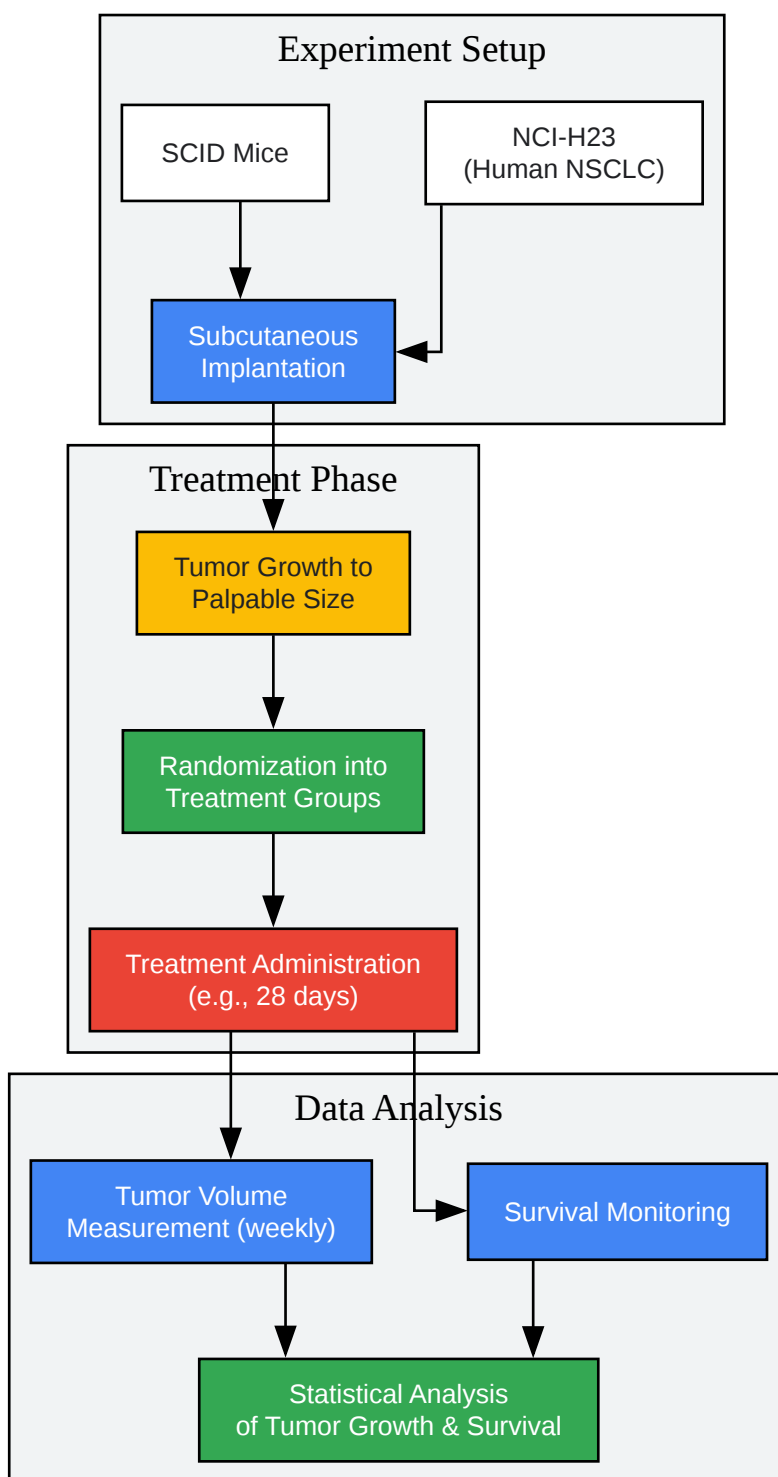 Experiment Setup
SCID Mice
NCI-H23
(Human NSCLC)
Subcutaneous
Implantation
Treatment Phase
Tumor Growth to
Palpable Size
Randomization into
Treatment Groups
Treatment Administration
(e.g., 28 days)
Data Analysis
Tumor Volume
Measurement (weekly)
Survival Monitoring
Statistical Analysis
of Tumor Growth & Survival